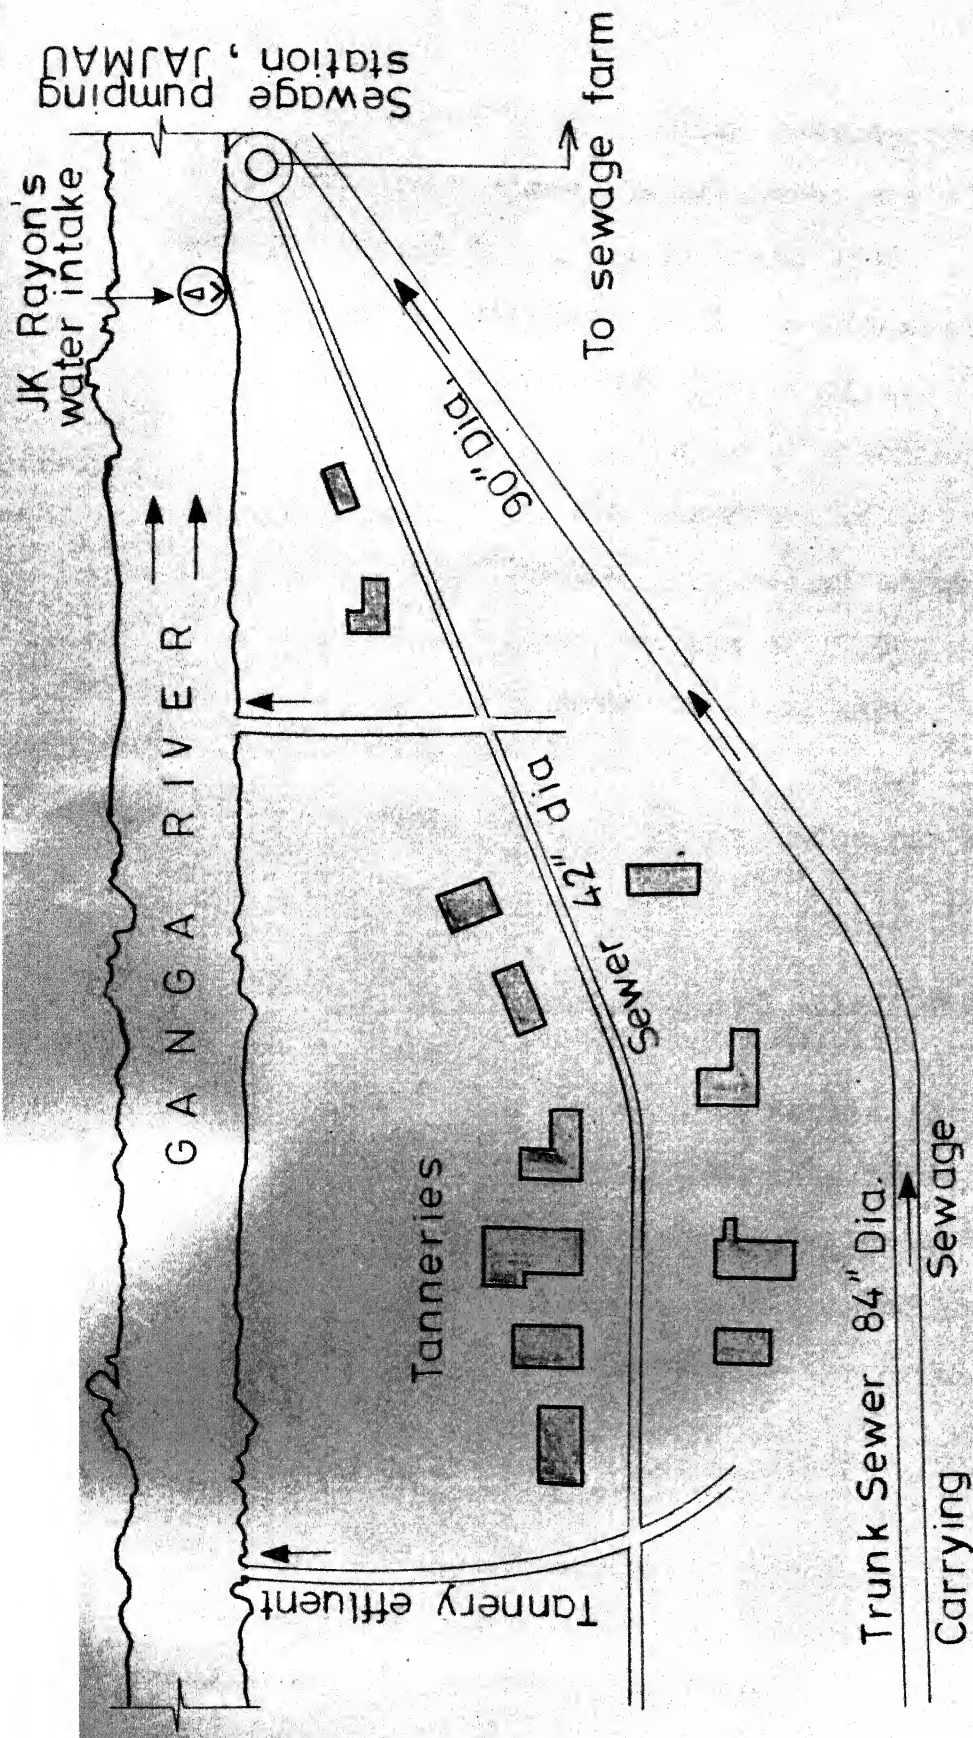 JK Rayon's
water intake
Sewage
pumping
station, JAJMAU
GANGA RIVER
To sewage farm
90" Dia.
Sewer 42" dia
Tanneries
Tannery effluent
Trunk Sewer 84" Dia.
Carrying Sewage